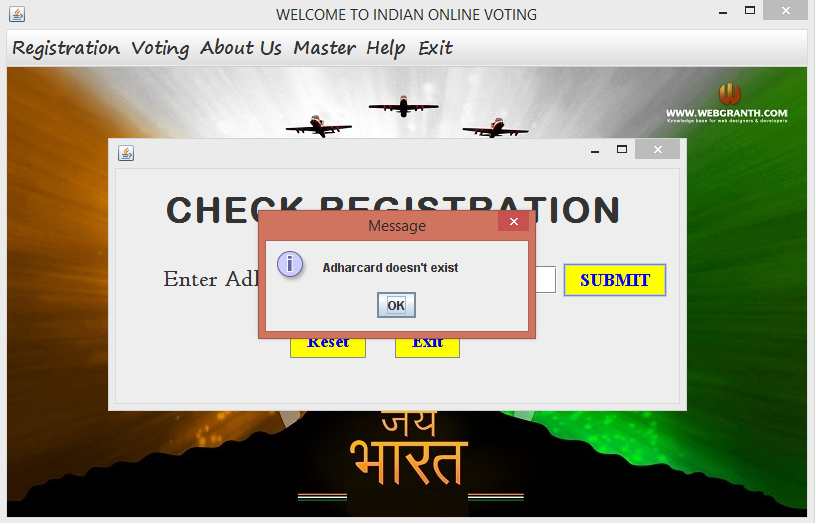 WELCOME TO INDIAN ONLINE VOTING
Registration Voting About Us Master Help Exit
WWW.WEBGRANTH.COM
Knowledge base for web designers & developers
CHECK REGISTRATION
Message
Adharcard doesn't exist
Enter Adh
SUBMIT
OK
Reset Exit
जय
भारत